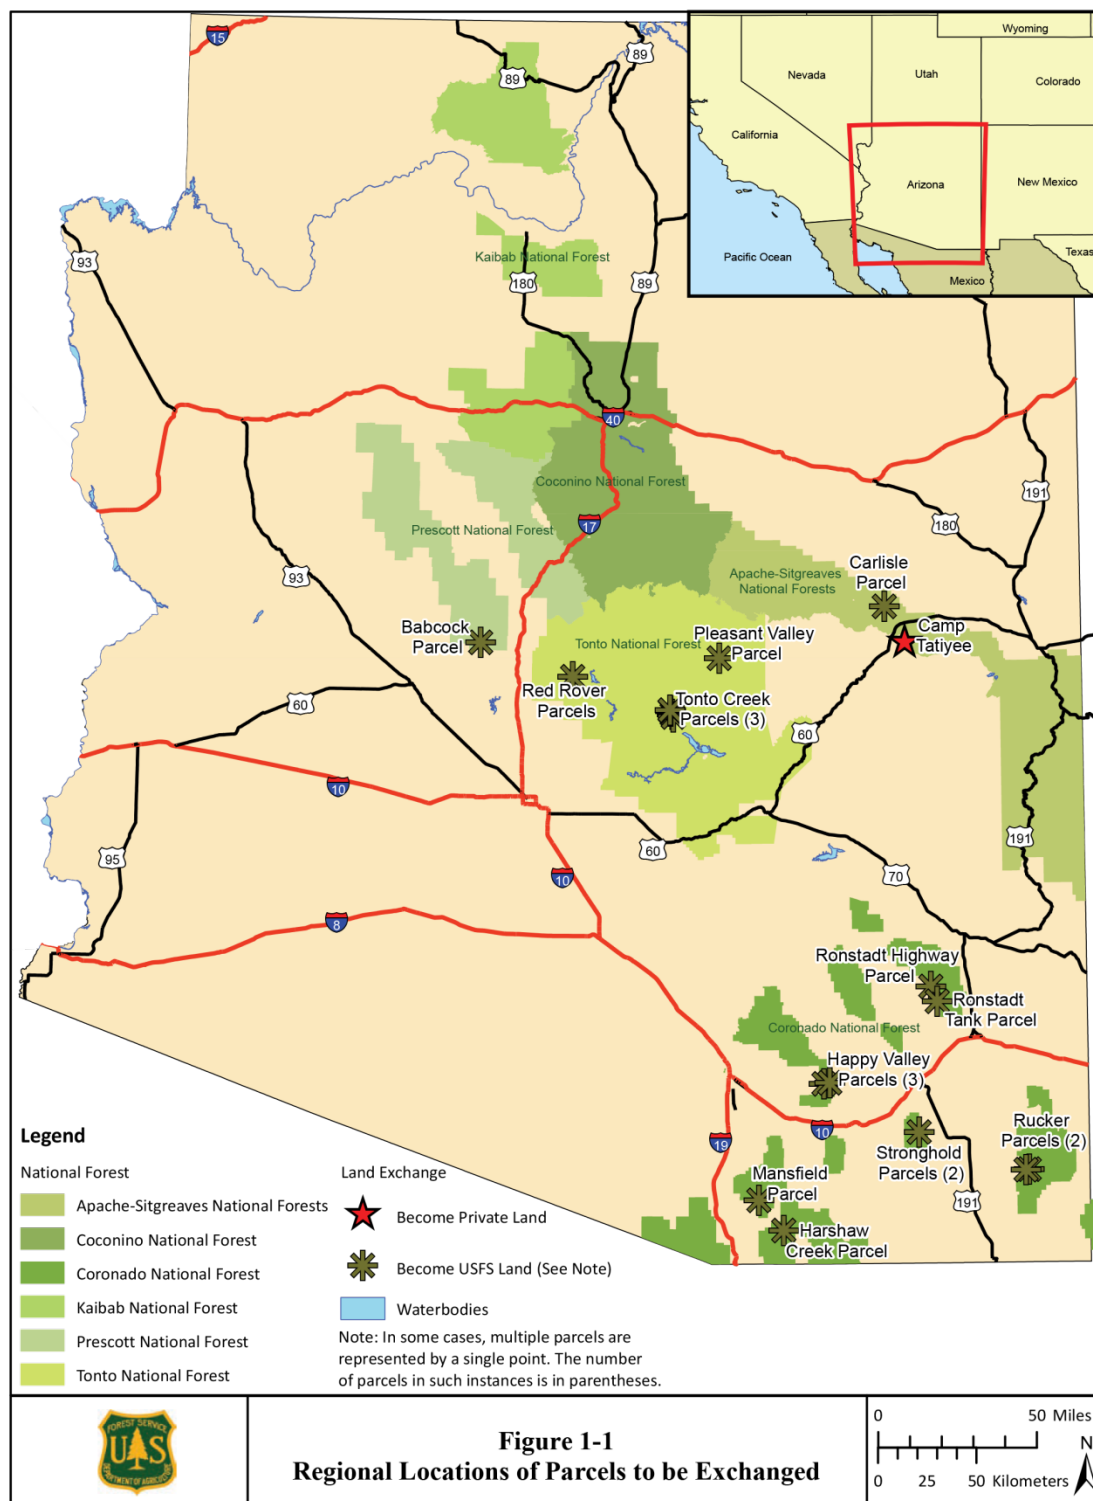 15
89
89
Wyoming
Nevada
Utah
Colorado
California
Arizona
New Mexico
Pacific Ocean
Texas
Mexico
93
Kaibab National Forest
180
89
40
Coconino National Forest
191
180
Prescott National Forest
17
93
Apache-Sitgreaves
National Forests
Carlisle
Parcel
Camp
Tatiyee
Babcock
Parcel
Tonto National Forest
Pleasant Valley
Parcel
Red Rover
Parcels
Tonto Creek
Parcels (3)
60
60
10
60
191
95
10
70
8
Ronstadt Highway
Parcel
Ronstadt
Tank Parcel
Coronado National Forest
Happy Valley
Parcels (3)
Rucker
Parcels (2)
19
10
Stronghold
Parcels (2)
Mansfield
Parcel
191
Harshaw
Creek Parcel
Legend
National Forest
Apache-Sitgreaves National Forests
Coconino National Forest
Coronado National Forest
Kaibab National Forest
Prescott National Forest
Tonto National Forest
Land Exchange
Become Private Land
Become USFS Land (See Note)
Waterbodies
Note: In some cases, multiple parcels are
represented by a single point. The number
of parcels in such instances is in parentheses.
FOREST SERVICE
US
DEPARTMENT OF AGRICULTURE
Figure 1-1
Regional Locations of Parcels to be Exchanged
0 50 Miles
0 25 50 Kilometers
N